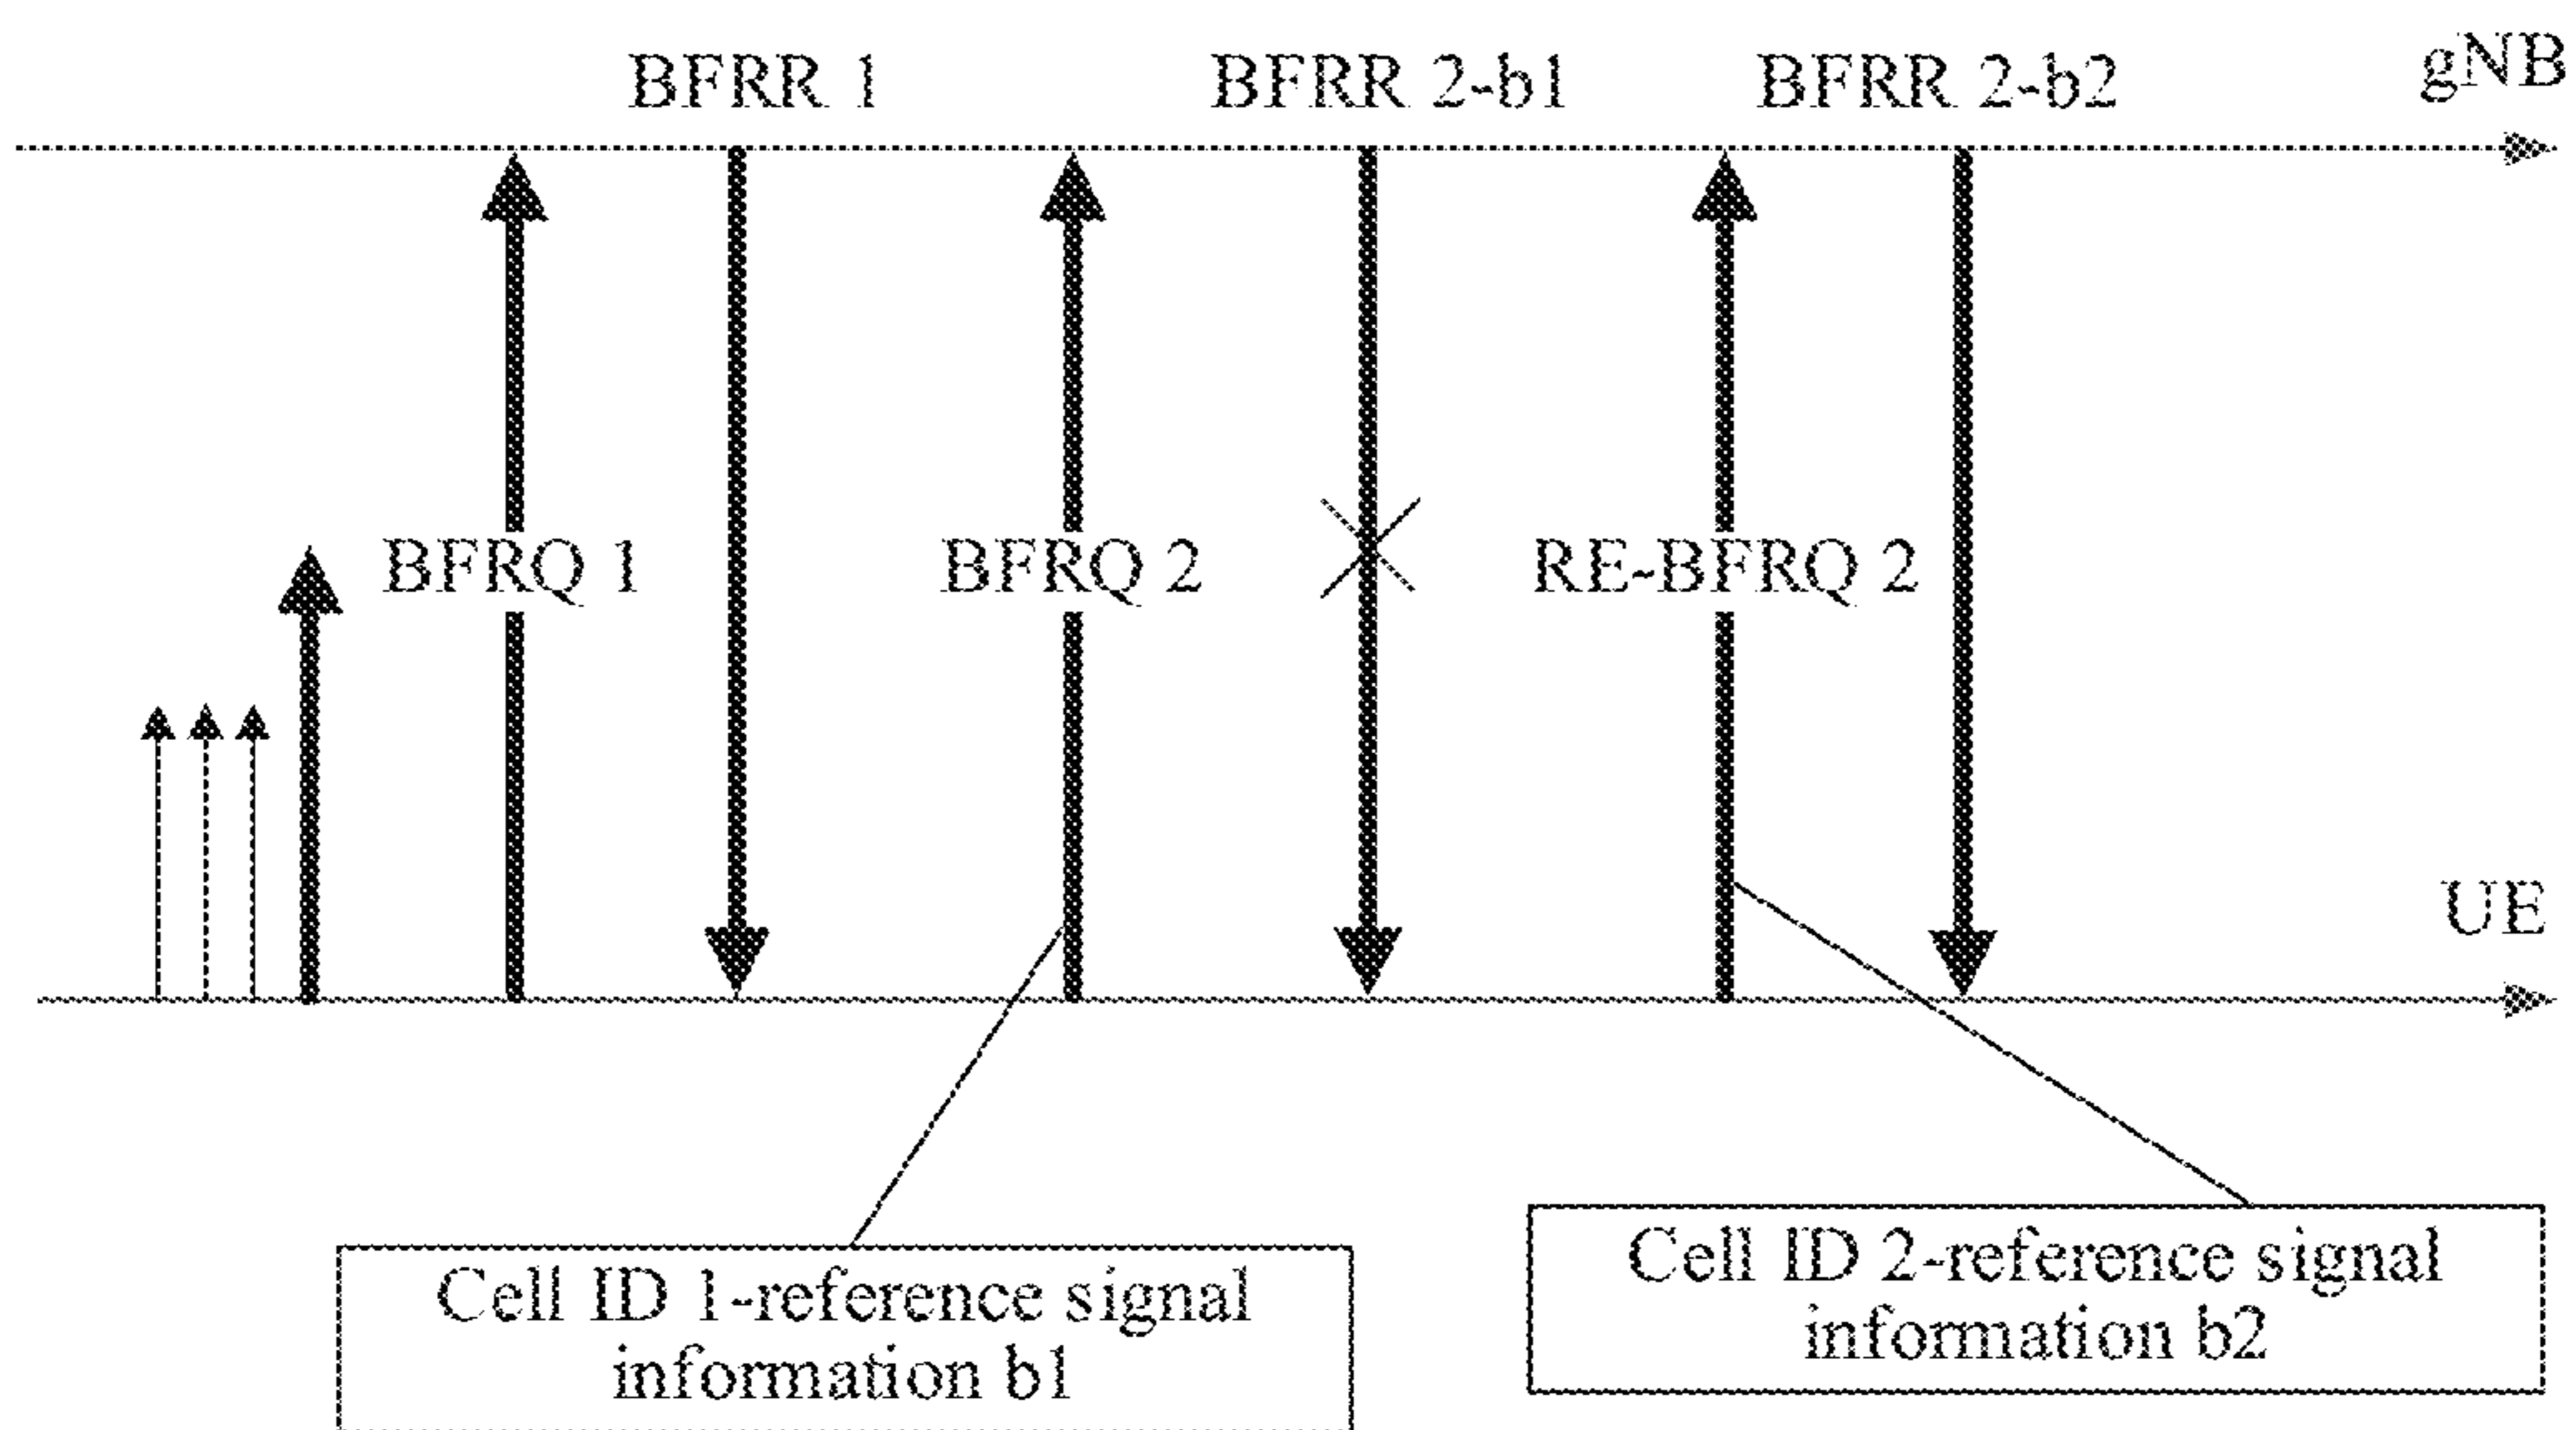 BFRR 1
BFRR 2-b1
BFRR 2-b2
gNB
BFRQ 1
BFRQ 2
RE-BFRQ 2
UE
Cell ID 1-reference signal
information b1
Cell ID 2-reference signal
information b2